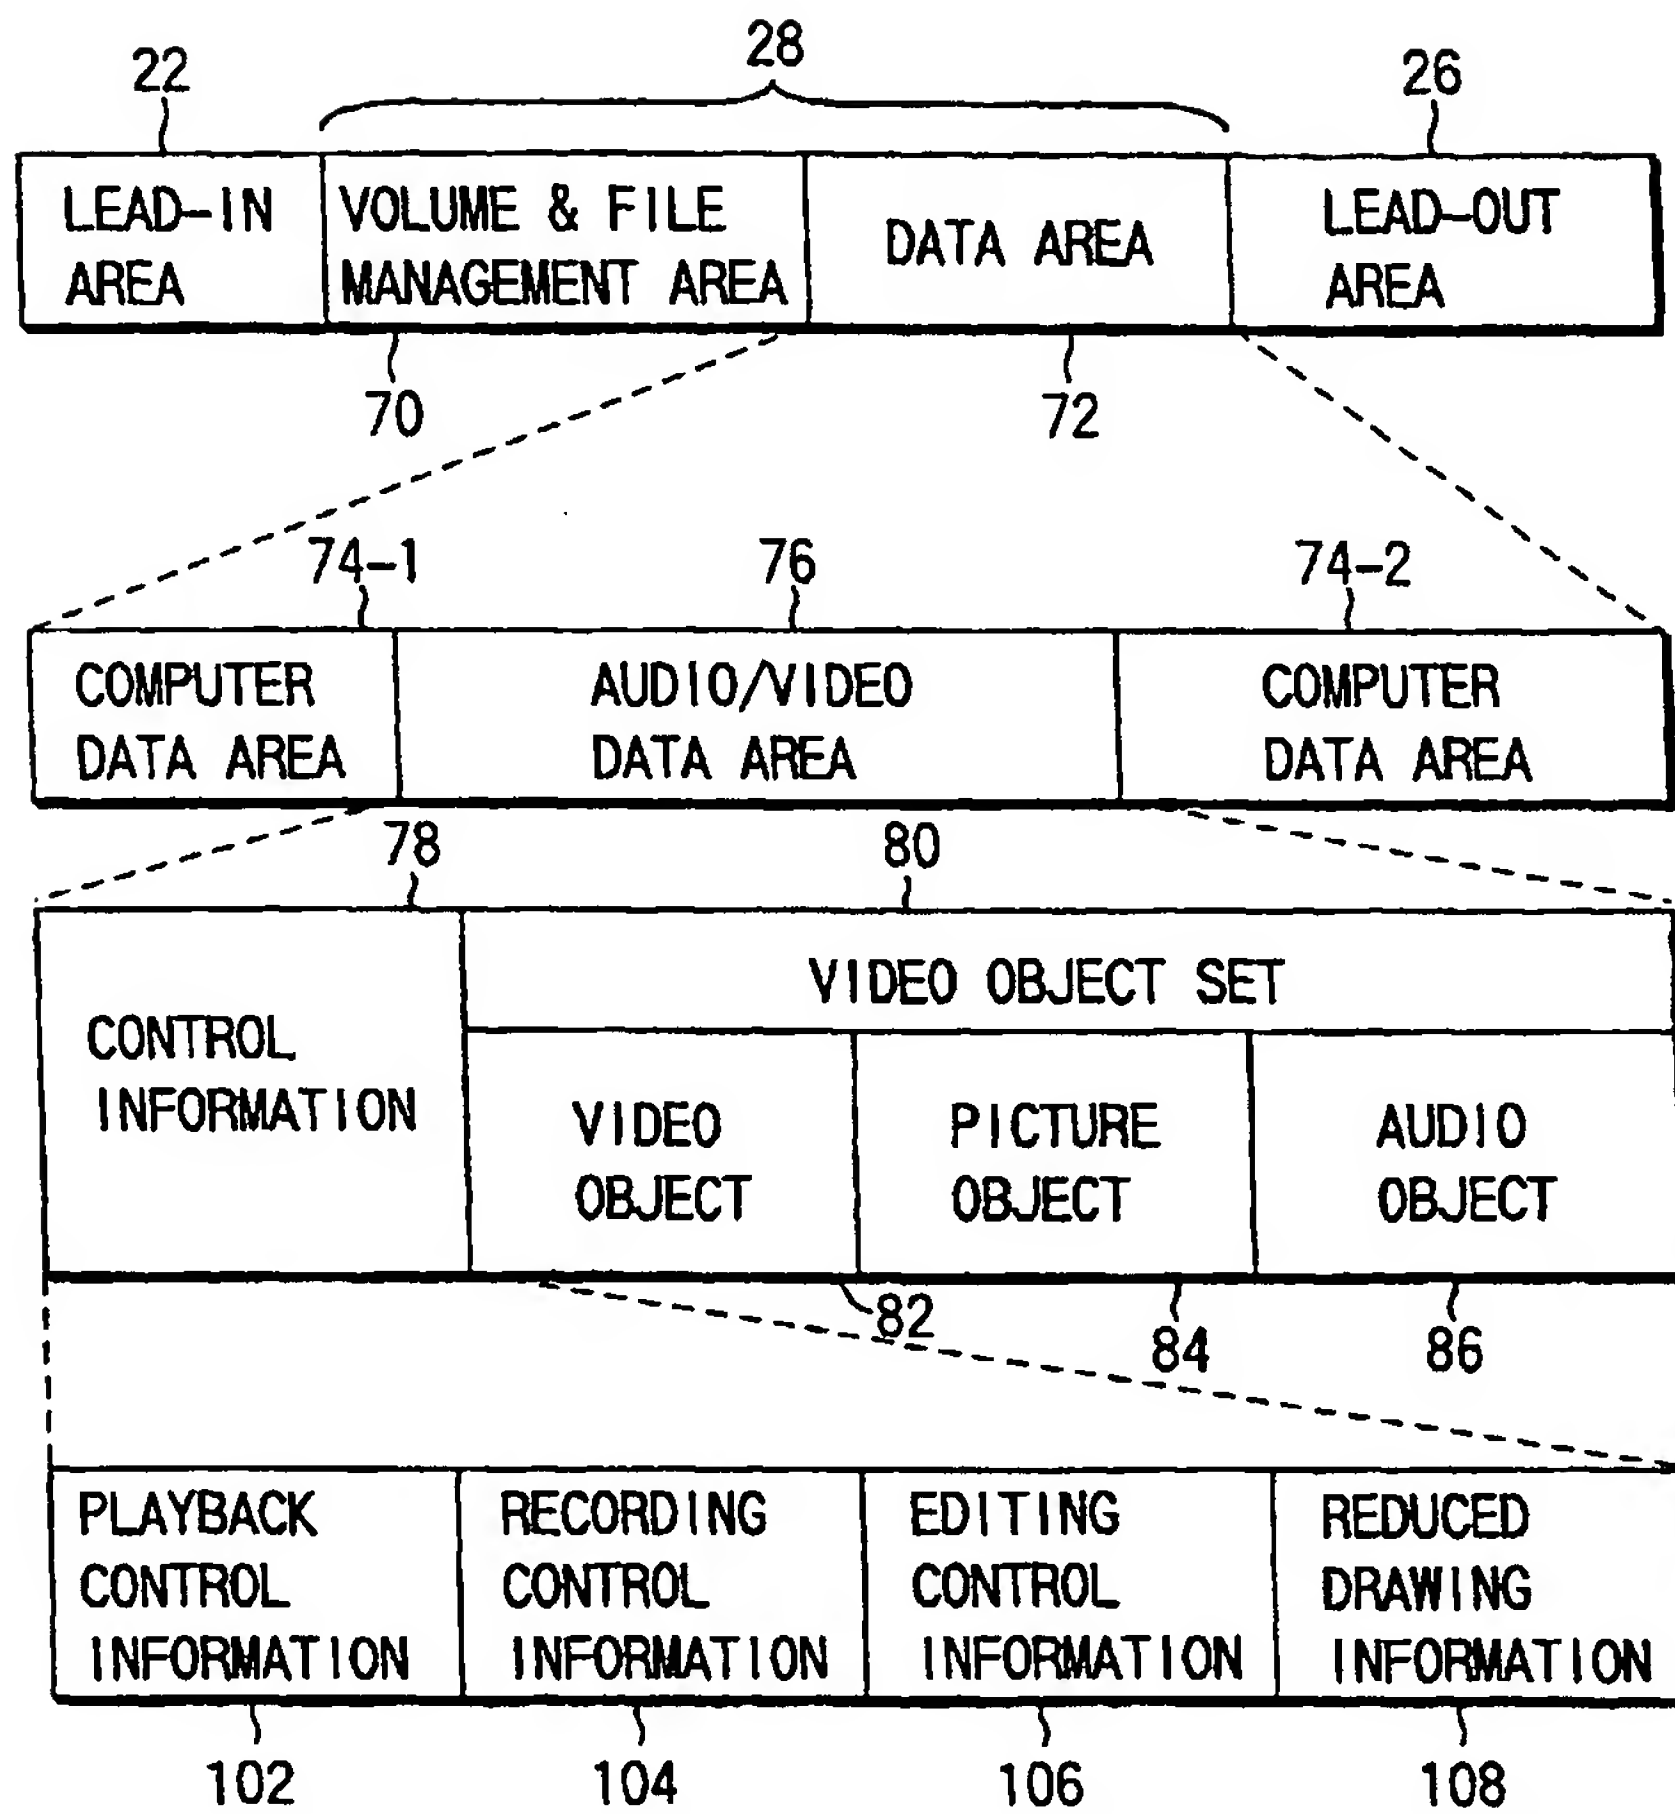 28
22
26
LEAD-IN
AREA
VOLUME & FILE
MANAGEMENT AREA
DATA AREA
LEAD-OUT
AREA
70
72
74-1
76
74-2
COMPUTER
DATA AREA
AUDIO/VIDEO
DATA AREA
COMPUTER
DATA AREA
78
80
CONTROL
INFORMATION
VIDEO OBJECT SET
VIDEO
OBJECT
PICTURE
OBJECT
AUDIO
OBJECT
82
84
86
PLAYBACK
CONTROL
INFORMATION
RECORDING
CONTROL
INFORMATION
EDITING
CONTROL
INFORMATION
REDUCED
DRAWING
INFORMATION
102
104
106
108